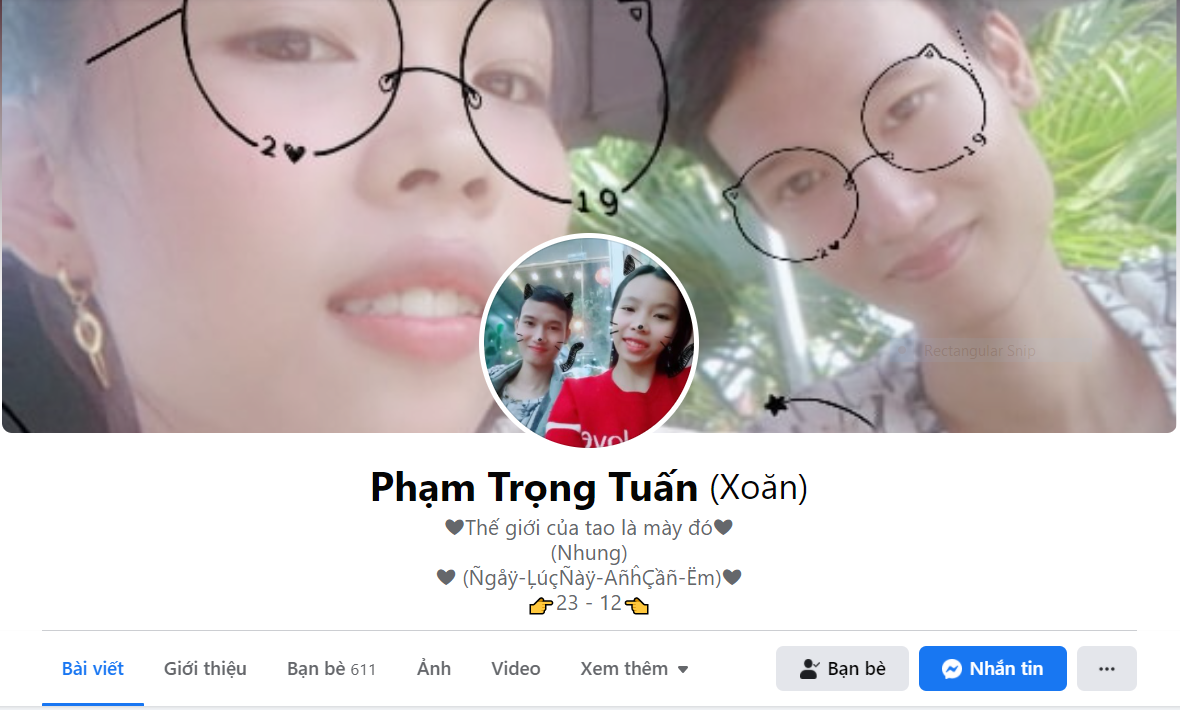 2🖤
19
19
2🖤
love
Rectangular Snip
Phạm Trọng Tuấn (Xoăn)
🖤Thế giới của tao là mày đó🖤
(Nhung)
🖤 (Ñgåÿ-ĻúçÑàÿ-AñĤÇầñ-Ëm)🖤
👉23 - 12👈
Bài viết Giới thiệu Bạn bè 611 Ảnh Video Xem thêm Bạn bè Nhắn tin ...